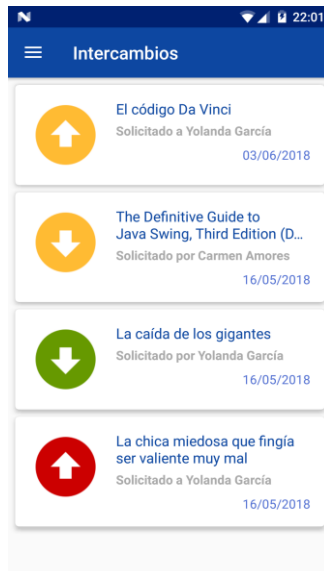 22:01
Intercambios
El código Da Vinci
Solicitado a Yolanda García
03/06/2018
The Definitive Guide to
Java Swing, Third Edition (D...
Solicitado por Carmen Amores
16/05/2018
La caída de los gigantes
Solicitado por Yolanda García
16/05/2018
La chica miedosa que fingía
ser valiente muy mal
Solicitado a Yolanda García
16/05/2018